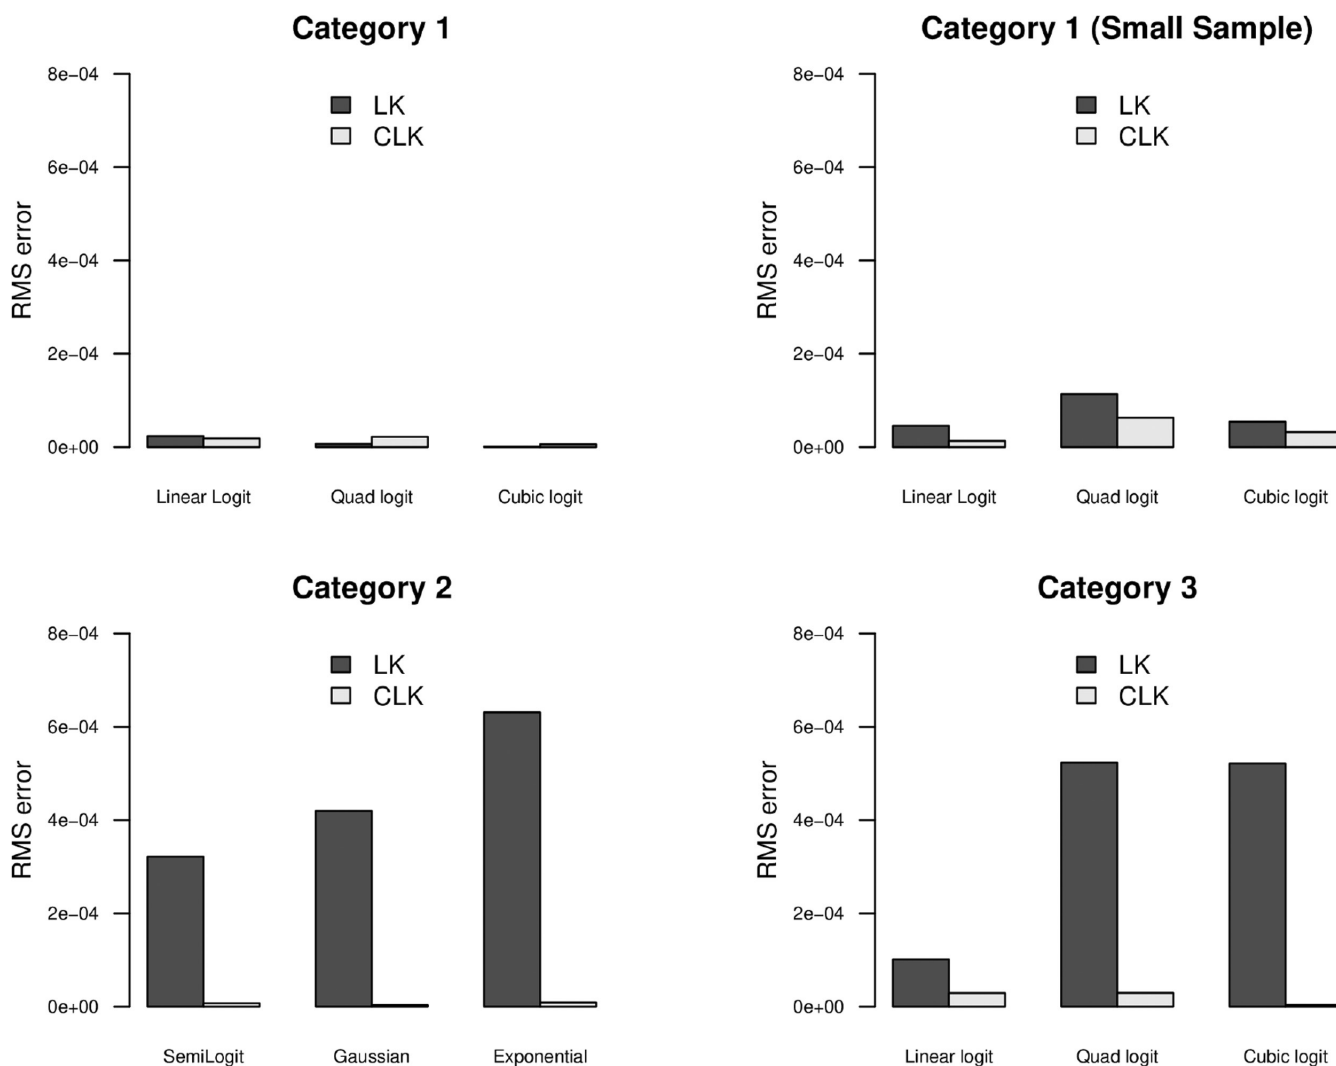 Category 1
8e−04
6e−04
4e−04
2e−04
0e+00
RMS error
LK
CLK
Linear Logit
Quad logit
Cubic logit
Category 1 (Small Sample)
8e−04
6e−04
4e−04
2e−04
0e+00
RMS error
LK
CLK
Linear Logit
Quad logit
Cubic logit
Category 2
8e−04
6e−04
4e−04
2e−04
0e+00
RMS error
LK
CLK
SemiLogit
Gaussian
Exponential
Category 3
8e−04
6e−04
4e−04
2e−04
0e+00
RMS error
LK
CLK
Linear logit
Quad logit
Cubic logit